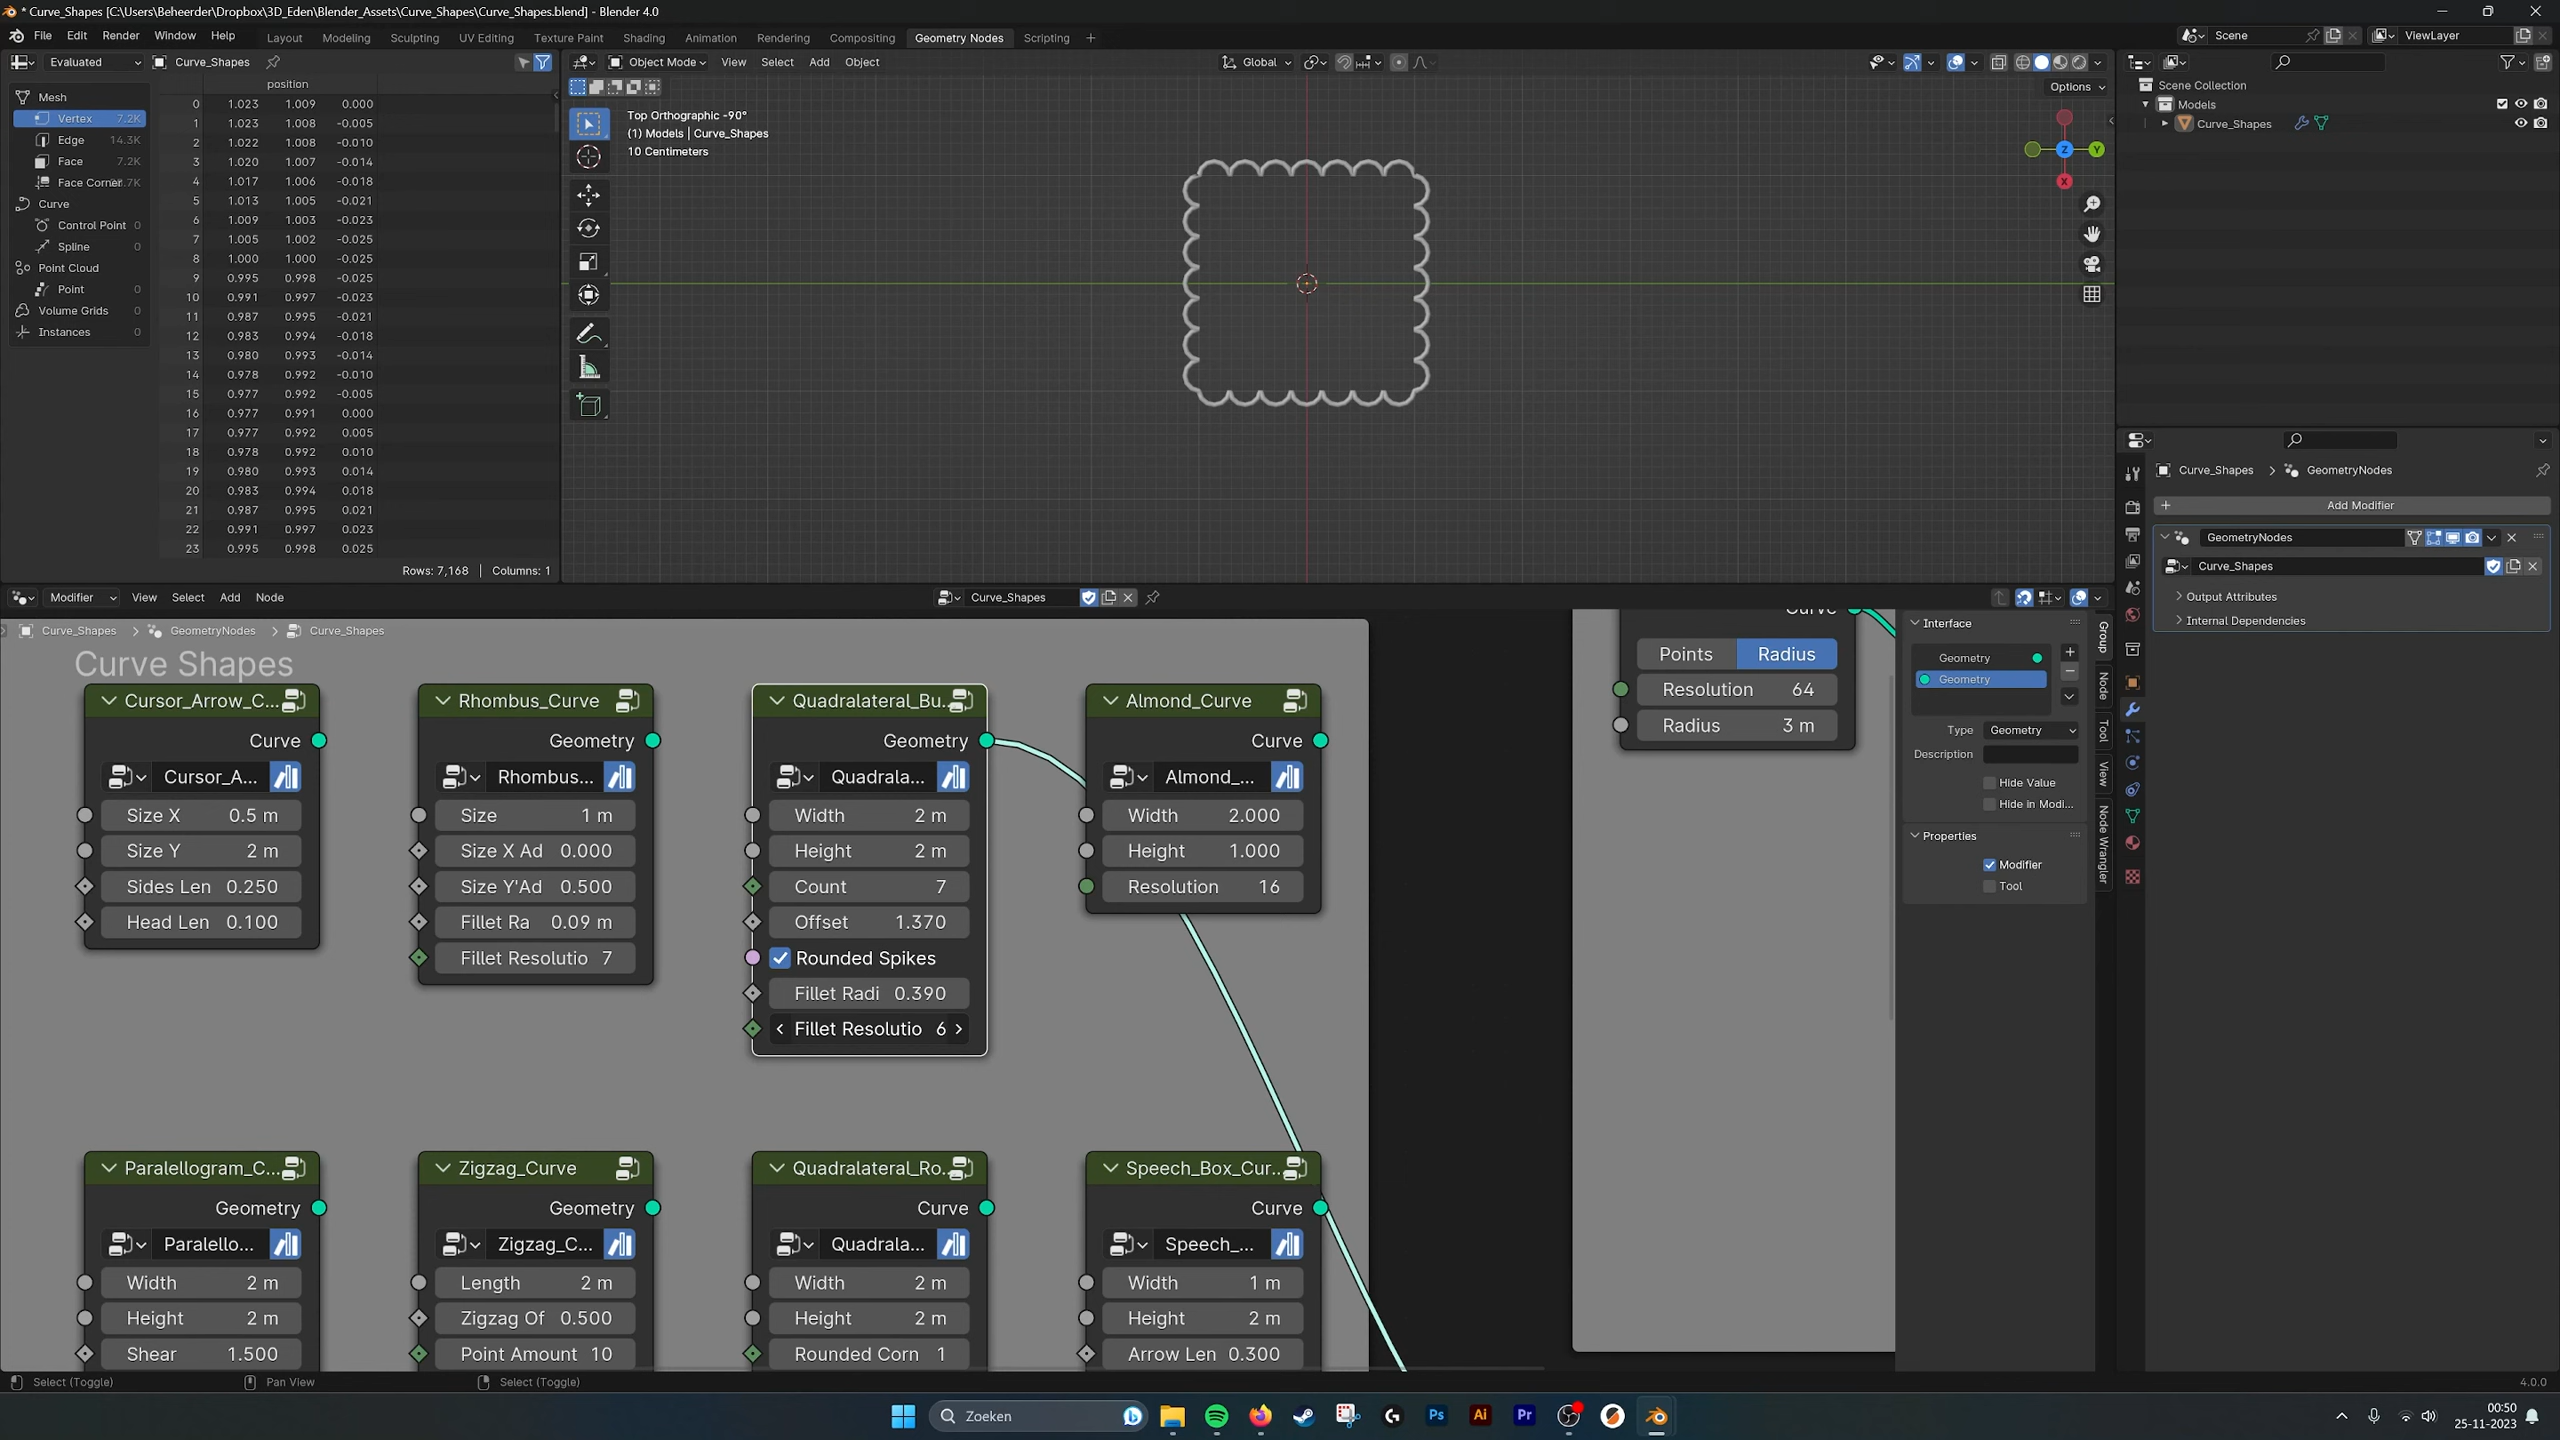 * Curve_Shapes [C:\Users\Beheerder\Dropbox\3D_Eden\Blender_Assets\Curve_Shapes\Curve_Shapes.blend] - Blender 4.0
File Edit Render Window Help Layout Modeling Sculpting UV Editing Texture Paint Shading Animation Rendering Compositing Geometry Nodes Scripting + Scene ViewLayer
Evaluated Curve_Shapes
position
Mesh
Vertex 7.2K
Edge 14.3K
Face 7.2K
Face Corner
Curve
Control Point 0
Spline 0
Point Cloud
Point 0
Volume Grids 0
Instances 0
0 1.023 1.009 0.000
1 1.023 1.008 -0.005
2 1.022 1.008 -0.010
3 1.020 1.007 -0.014
4 1.017 1.006 -0.018
5 1.013 1.005 -0.021
6 1.009 1.003 -0.023
7 1.005 1.002 -0.025
8 1.000 1.000 -0.025
9 0.995 0.998 -0.025
10 0.991 0.997 -0.023
11 0.987 0.995 -0.021
12 0.983 0.994 -0.018
13 0.980 0.993 -0.014
14 0.978 0.992 -0.010
15 0.977 0.992 -0.005
16 0.977 0.991 0.000
17 0.977 0.992 0.005
18 0.978 0.992 0.010
19 0.980 0.993 0.014
20 0.983 0.994 0.018
21 0.987 0.995 0.021
22 0.991 0.997 0.023
23 0.995 0.998 0.025
Rows: 7,168 | Columns: 1
Object Mode View Select Add Object Global
Options
Top Orthographic -90°
(1) Models | Curve_Shapes
10 Centimeters
Z Y X
Scene Collection
Models
Curve_Shapes
Curve_Shapes > GeometryNodes
+ Add Modifier
GeometryNodes
Curve_Shapes
Output Attributes
Internal Dependencies
Modifier View Select Add Node Curve_Shapes
Curve_Shapes > GeometryNodes > Curve_Shapes
Curve Shapes
Cursor_Arrow_C...
Curve
Cursor_A...
Size X 0.5 m
Size Y 2 m
Sides Len 0.250
Head Len 0.100
Rhombus_Curve
Geometry
Rhombus...
Size 1 m
Size X Ad 0.000
Size Y'Ad 0.500
Fillet Ra 0.09 m
Fillet Resolutio 7
Quadralateral_Bu...
Geometry
Quadrala...
Width 2 m
Height 2 m
Count 7
Offset 1.370
Rounded Spikes
Fillet Radi 0.390
Fillet Resolutio 6
Almond_Curve
Curve
Almond_...
Width 2.000
Height 1.000
Resolution 16
Curve
Points Radius
Resolution 64
Radius 3 m
Paralellogram_C...
Geometry
Paralello...
Width 2 m
Height 2 m
Shear 1.500
Zigzag_Curve
Geometry
Zigzag_C...
Length 2 m
Zigzag Of 0.500
Point Amount 10
Quadralateral_Ro...
Curve
Quadrala...
Width 2 m
Height 2 m
Rounded Corn 1
Speech_Box_Cur...
Curve
Speech_...
Width 1 m
Height 2 m
Arrow Len 0.300
Interface
Geometry
Geometry
Type Geometry
Description
Hide Value
Hide in Modi...
Properties
Modifier
Tool
Group
Node
Tool
View
Node Wrangler
Select (Toggle) Pan View Select (Toggle) 4.0.0
Zoeken Ps Ai Pr
00:50
25-11-2023